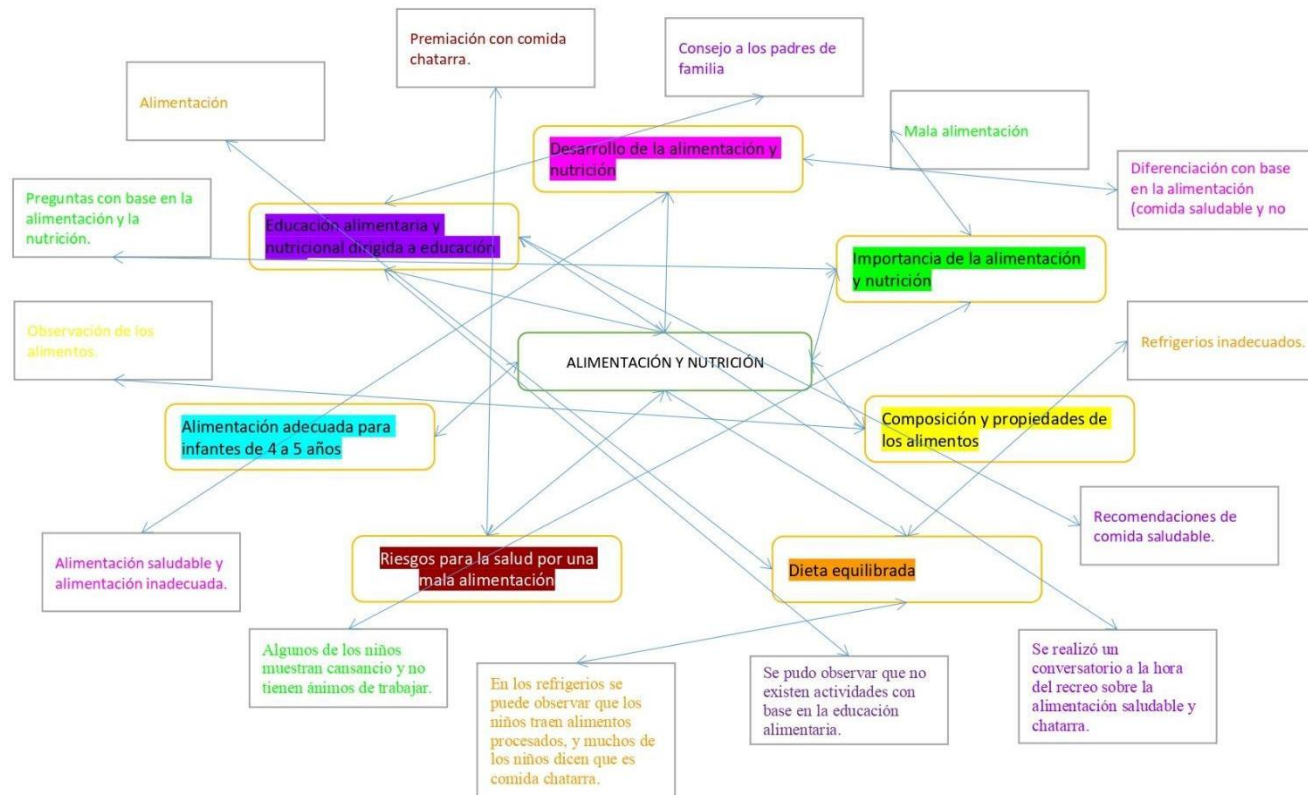 Premiación con comida
chatarra.
Consejo a los padres de
familia
Alimentación
Mala alimentación
Desarrollo de la alimentación y
nutrición
Diferenciación con base
en la alimentación
(comida saludable y no
Preguntas con base en la
alimentación y la
nutrición.
Educación alimentaria y
nutricional dirigida a educación
Importancia de la alimentación
y nutrición
Observación de los
alimentos.
Refrigerios inadecuados.
ALIMENTACIÓN Y NUTRICIÓN
Alimentación adecuada para
infantes de 4 a 5 años
Composición y propiedades de
los alimentos
Recomendaciones de
comida saludable.
Alimentación saludable y
alimentación inadecuada.
Riesgos para la salud por una
mala alimentación
Dieta equilibrada
Algunos de los niños
muestran cansancio y no
tienen ánimos de trabajar.
En los refrigerios se
puede observar que los
niños traen alimentos
procesados, y muchos de
los niños dicen que es
comida chatarra.
Se pudo observar que no
existen actividades con
base en la educación
alimentaria.
Se realizó un
conversatorio a la hora
del recreo sobre la
alimentación saludable y
chatarra.